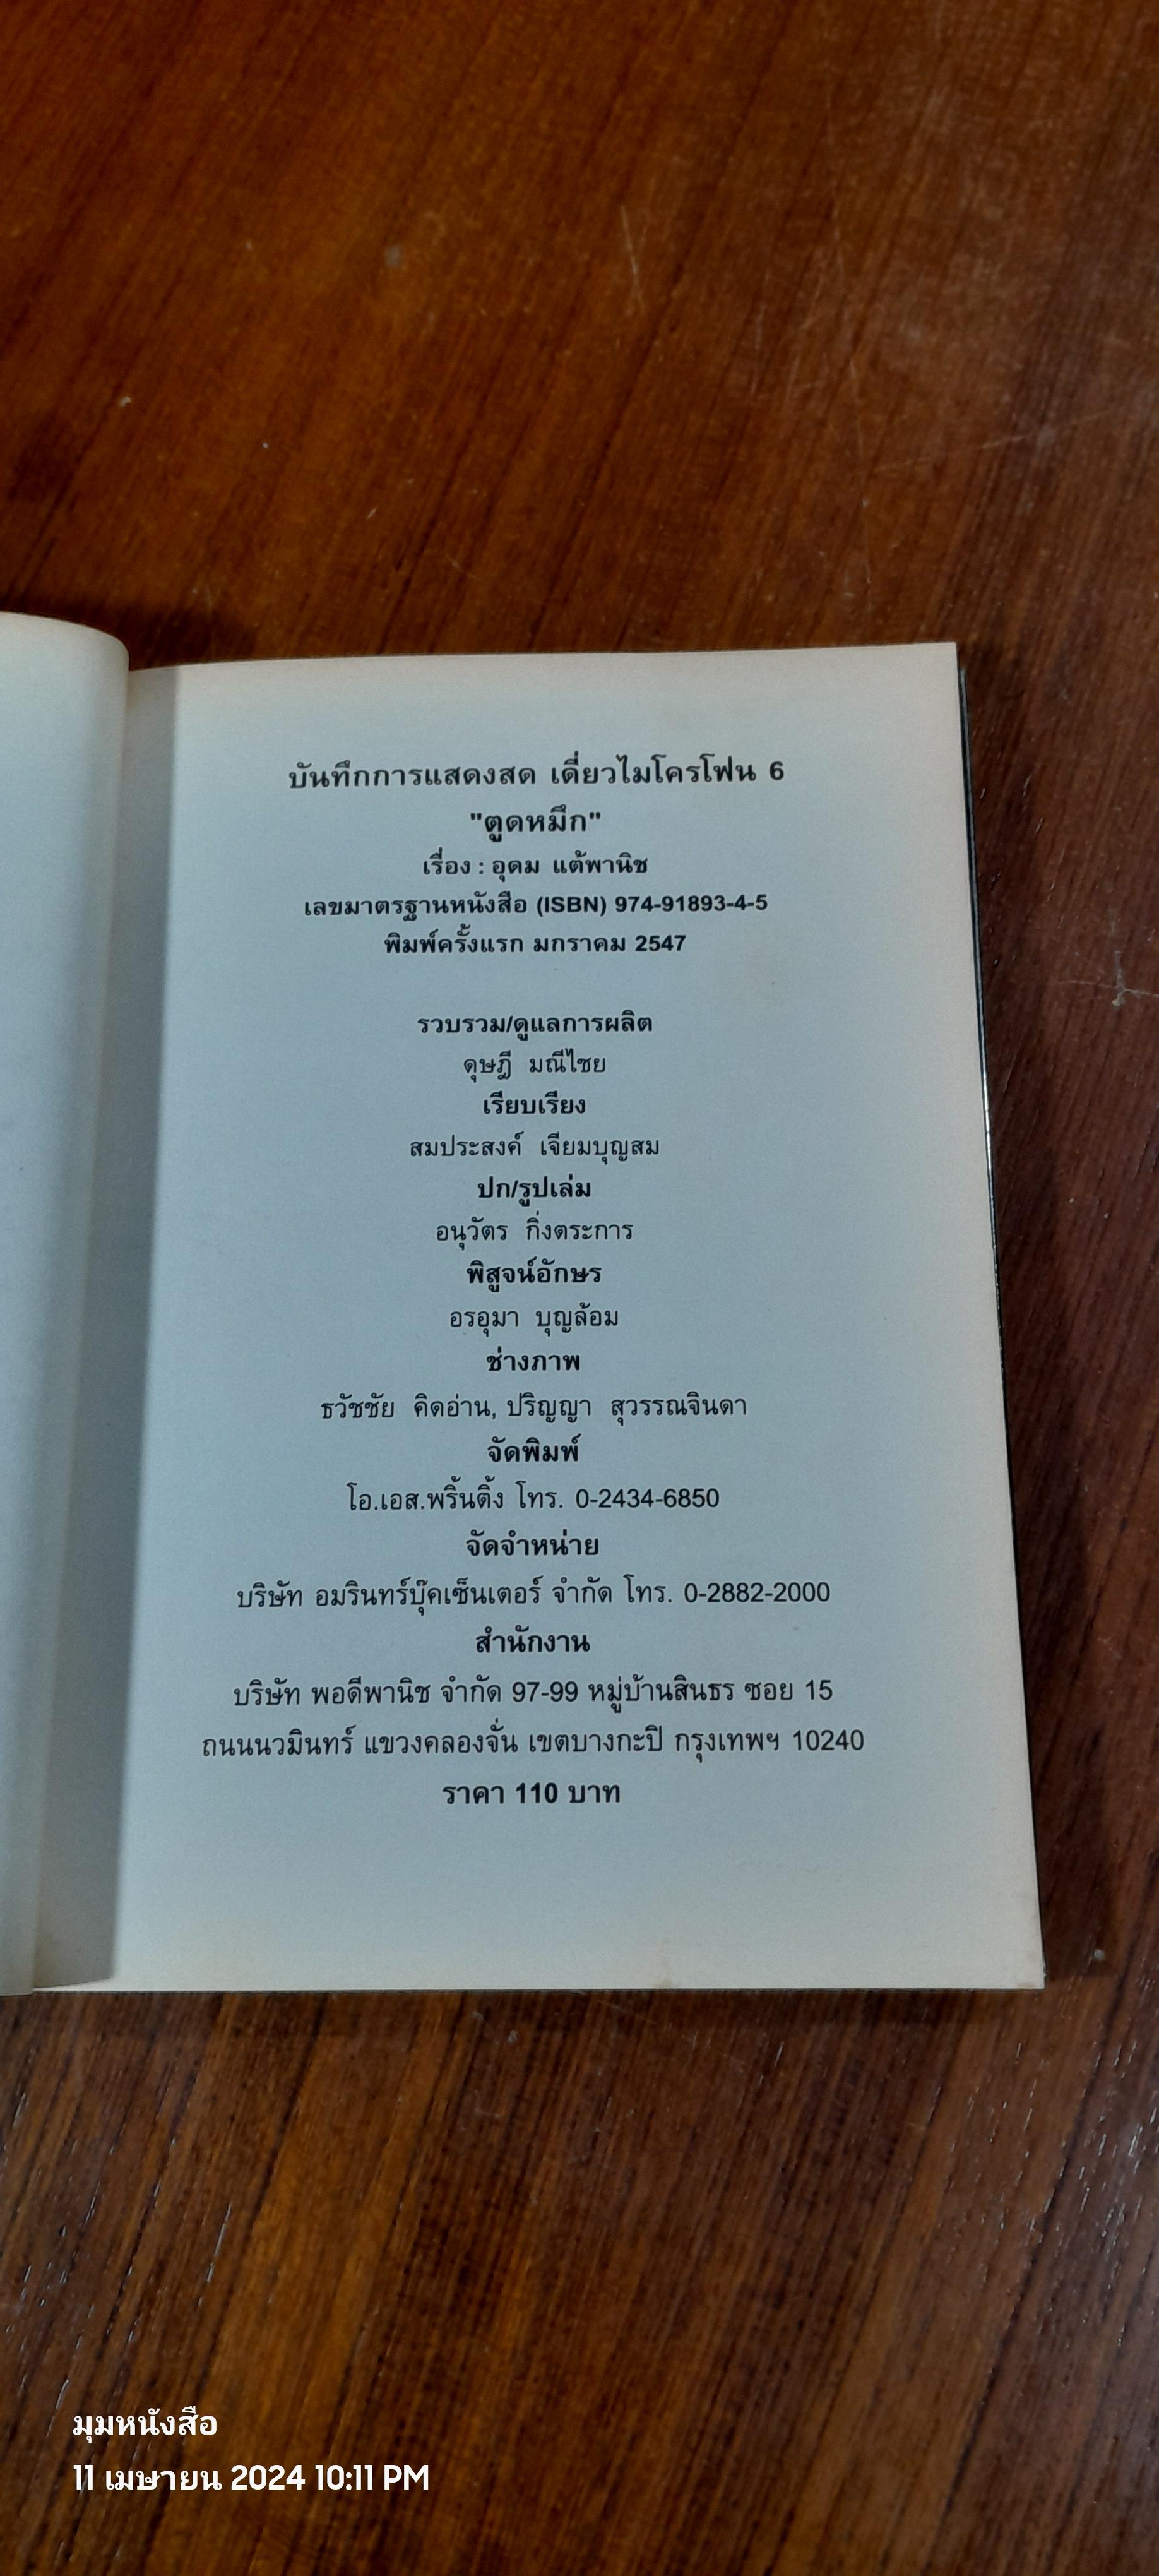 บันทึกการแสดงสด เดี่ยวไมโครโฟน 6
"ตูดหมึก"
เรื่อง : อุดม แต้พานิช
เลขมาตรฐานหนังสือ (ISBN) 974-91893-4-5
พิมพ์ครั้งแรก มกราคม 2547
รวบรวม/ดูแลการผลิต
ดุษฎี มณีไชย
เรียบเรียง
สมประสงค์ เจียมบุญสม
ปก/รูปเล่ม
อนุวัตร กิ่งตระการ
พิสูจน์อักษร
อรอุมา บุญล้อม
ช่างภาพ
ธวัชชัย คิดอ่าน, ปริญญา สุวรรณจินดา
จัดพิมพ์
โอ.เอส.พริ้นติ้ง โทร. 0-2434-6850
จัดจำหน่าย
บริษัท อมรินทร์บุ๊คเซ็นเตอร์ จำกัด โทร. 0-2882-2000
สำนักงาน
บริษัท พอดีพานิช จำกัด 97-99 หมู่บ้านสินธร ซอย 15
ถนนนวมินทร์ แขวงคลองจั่น เขตบางกะปิ กรุงเทพฯ 10240
ราคา 110 บาท
มุมหนังสือ
11 เมษายน 2024 10:11 PM